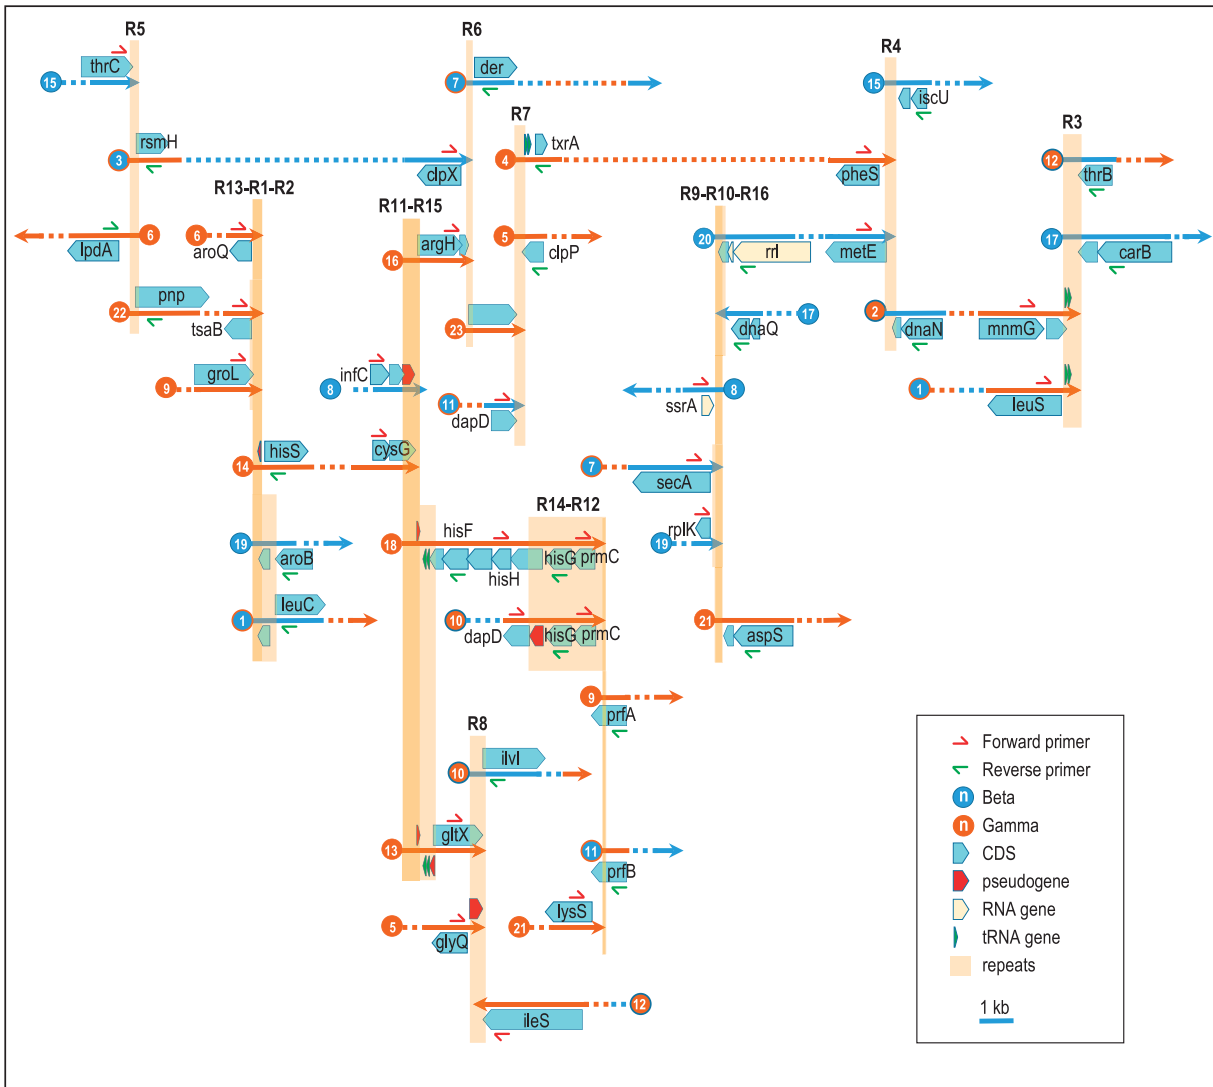 R5
R6
R4
thrC
der
15
7
15
iscU
R7
R3
rsmH
txrA
3
4
12
clpX
pheS
thrB
R13-R1-R2
R11-R15
R9-R10-R16
6
6
argH
5
20
17
lpdA
aroQ
clpP
rrl
metE
carB
16
pnp
22
tsaB
23
17
dnaQ
2
dnaN
mnmG
groL
infC
9
8
ssrA
8
1
leuS
11
dapD
hisS
cysG
14
7
secA
R14-R12
rplK
19
18
hisF
19
aroB
hisG
prmC
hisH
leuC
1
10
21
dapD
hisG
prmC
aspS
9
prfA
R8
ilvI
10
gltX
13
11
prfB
lysS
5
21
glyQ
12
ileS
Forward primer
Reverse primer
n Beta
n Gamma
CDS
pseudogene
RNA gene
tRNA gene
repeats
1 kb